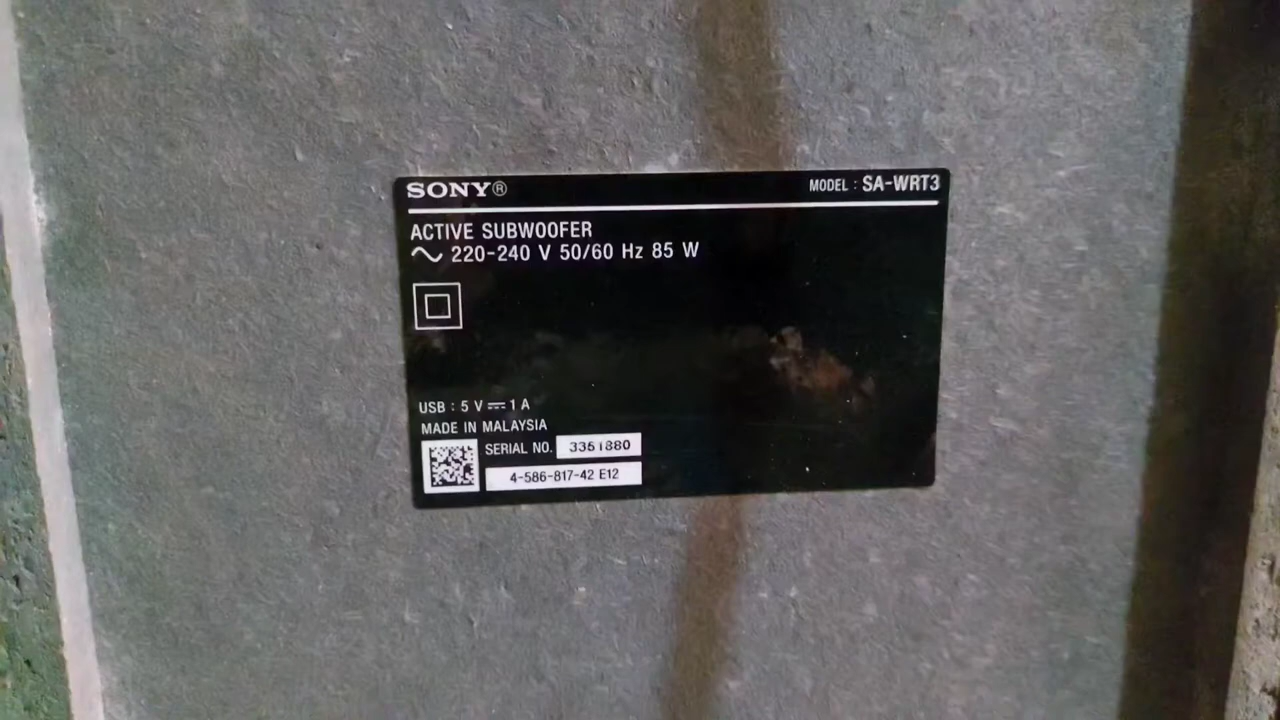 SONY® MODEL : SA-WRT3
ACTIVE SUBWOOFER
～ 220-240 V 50/60 Hz 85 W
USB : 5 V ⎓ 1 A
MADE IN MALAYSIA
SERIAL NO. 3351880
4-586-817-42 E12